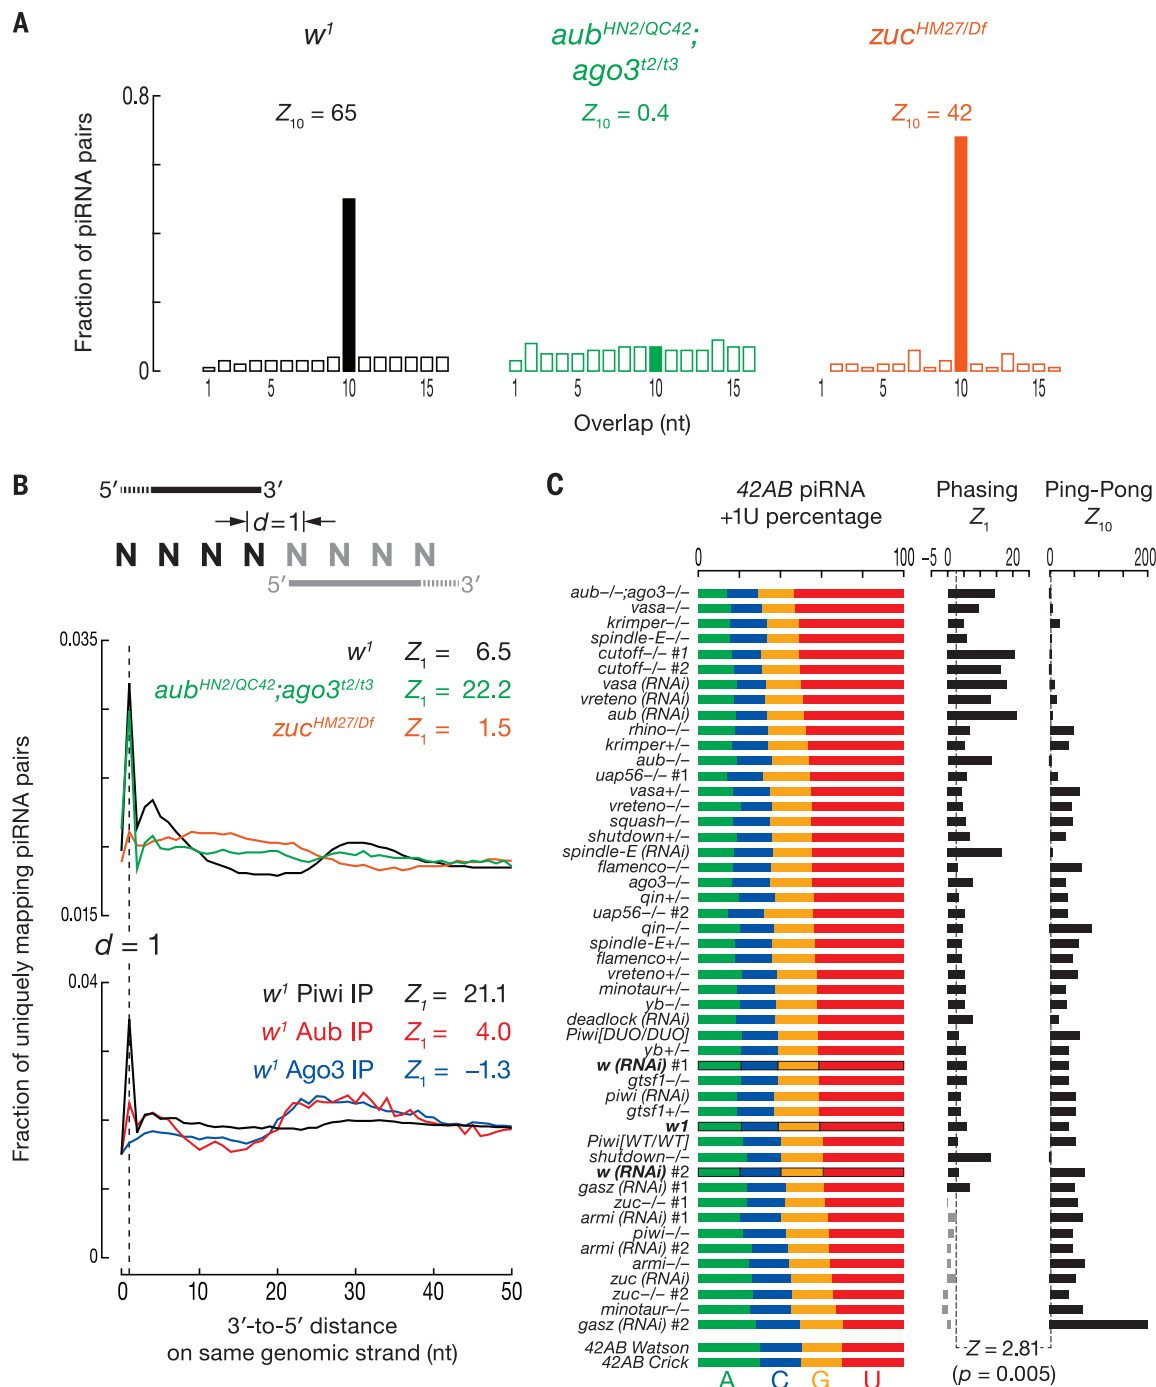 A
w1
aubHN2/QC42;
ago3t2/t3
zucHM27/Df
Z10 = 65
Z10 = 0.4
Z10 = 42
Fraction of piRNA pairs
0.8
0
1 5 10 15
1 5 10 15
1 5 10 15
Overlap (nt)
B
5′ 3′
d = 1
N N N N N N N N
5′ 3′
Fraction of uniquely mapping piRNA pairs
0.035
w1 Z1 = 6.5
aubHN2/QC42;ago3t2/t3 Z1 = 22.2
zucHM27/Df Z1 = 1.5
0.015
d = 1
0.04
w1 Piwi IP Z1 = 21.1
w1 Aub IP Z1 = 4.0
w1 Ago3 IP Z1 = –1.3
0
0 10 20 30 40 50
3′-to-5′ distance
on same genomic strand (nt)
C
42AB piRNA
+1U percentage
Phasing
Z1
Ping-Pong
Z10
0 100
–5 0 20
0 200
aub–/–;ago3–/–
vasa–/–
krimper–/–
spindle-E–/–
cutoff–/– #1
cutoff–/– #2
vasa (RNAi)
vreteno (RNAi)
aub (RNAi)
rhino–/–
krimper+/–
aub–/–
uap56–/– #1
vasa+/–
vreteno–/–
squash–/–
shutdown+/–
spindle-E (RNAi)
flamenco–/–
ago3–/–
qin+/–
uap56–/– #2
qin–/–
spindle-E+/–
flamenco+/–
vreteno+/–
minotaur+/–
yb–/–
deadlock (RNAi)
Piwi[DUO/DUO]
yb+/–
w (RNAi) #1
gtsf1–/–
piwi (RNAi)
gtsf1+/–
w1
Piwi[WT/WT]
shutdown–/–
w (RNAi) #2
gasz (RNAi) #1
zuc–/– #1
armi (RNAi) #1
piwi–/–
armi (RNAi) #2
armi–/–
zuc (RNAi)
zuc–/– #2
minotaur–/–
gasz (RNAi) #2
42AB Watson
42AB Crick
A C G U
Z = 2.81
(p = 0.005)